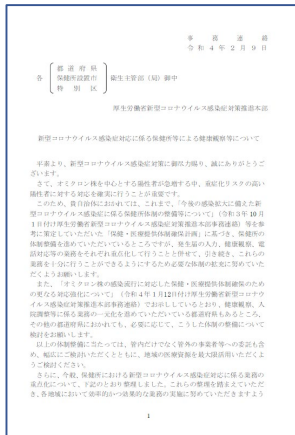 事務連絡
令和4年2月9日
都道府県
各 保健所設置市 衛生主管部（局）御中
特別区
厚生労働省新型コロナウイルス感染症対策推進本部
新型コロナウイルス感染症対応に係る保健所等による健康観察等について
平素より、新型コロナウイルス感染症対策に御尽力賜り、誠にありがとうござい
ます。
さて、オミクロン株を中心とする陽性者が急増する中、重症化リスクの高い
陽性者に対する対応を確実に行うことが重要です。
このため、貴自治体におかれては、これまで、「今後の感染拡大に備えた新
型コロナウイルス感染症に係る保健所体制の整備等について」（令和3年10月
1日付け厚生労働省新型コロナウイルス感染症対策推進本部事務連絡）等を参
考に策定していただいた「保健・医療提供体制確保計画」に基づき、保健所の
体制整備を進めていただいているところですが、発生届の入力、健康観察、電
話対応等の業務をそれぞれ重点化して行うことと併せて、引き続き、これらの
業務を十分に行うことができるようにするため必要な体制の拡充に努めていた
だくようお願いします。
また、「オミクロン株の感染流行に対応した保健・医療提供体制確保のため
の更なる対応強化について」（令和4年1月12日付け厚生労働省新型コロナウ
イルス感染症対策推進本部事務連絡）でお示ししているとおり、健康観察、入
院調整等に係る業務の一元化を進めていただいている都道府県もあるところ、
その他の都道府県におかれても、必要に応じて、こうした体制の整備について
検討をお願いします。
以上の体制整備に当たっては、管内だけでなく管外の事業者等への委託も含
め、幅広にご検討いただくとともに、地域の医療資源を最大限活用いただくよ
うご検討ください。
さらに、今般、保健所における新型コロナウイルス感染症対応に係る業務の
重点化について、下記のとおり整理しました。これらの整理を踏まえていただ
き、各地域において効率的かつ効果的な業務の実施に努めていただきますよう
1